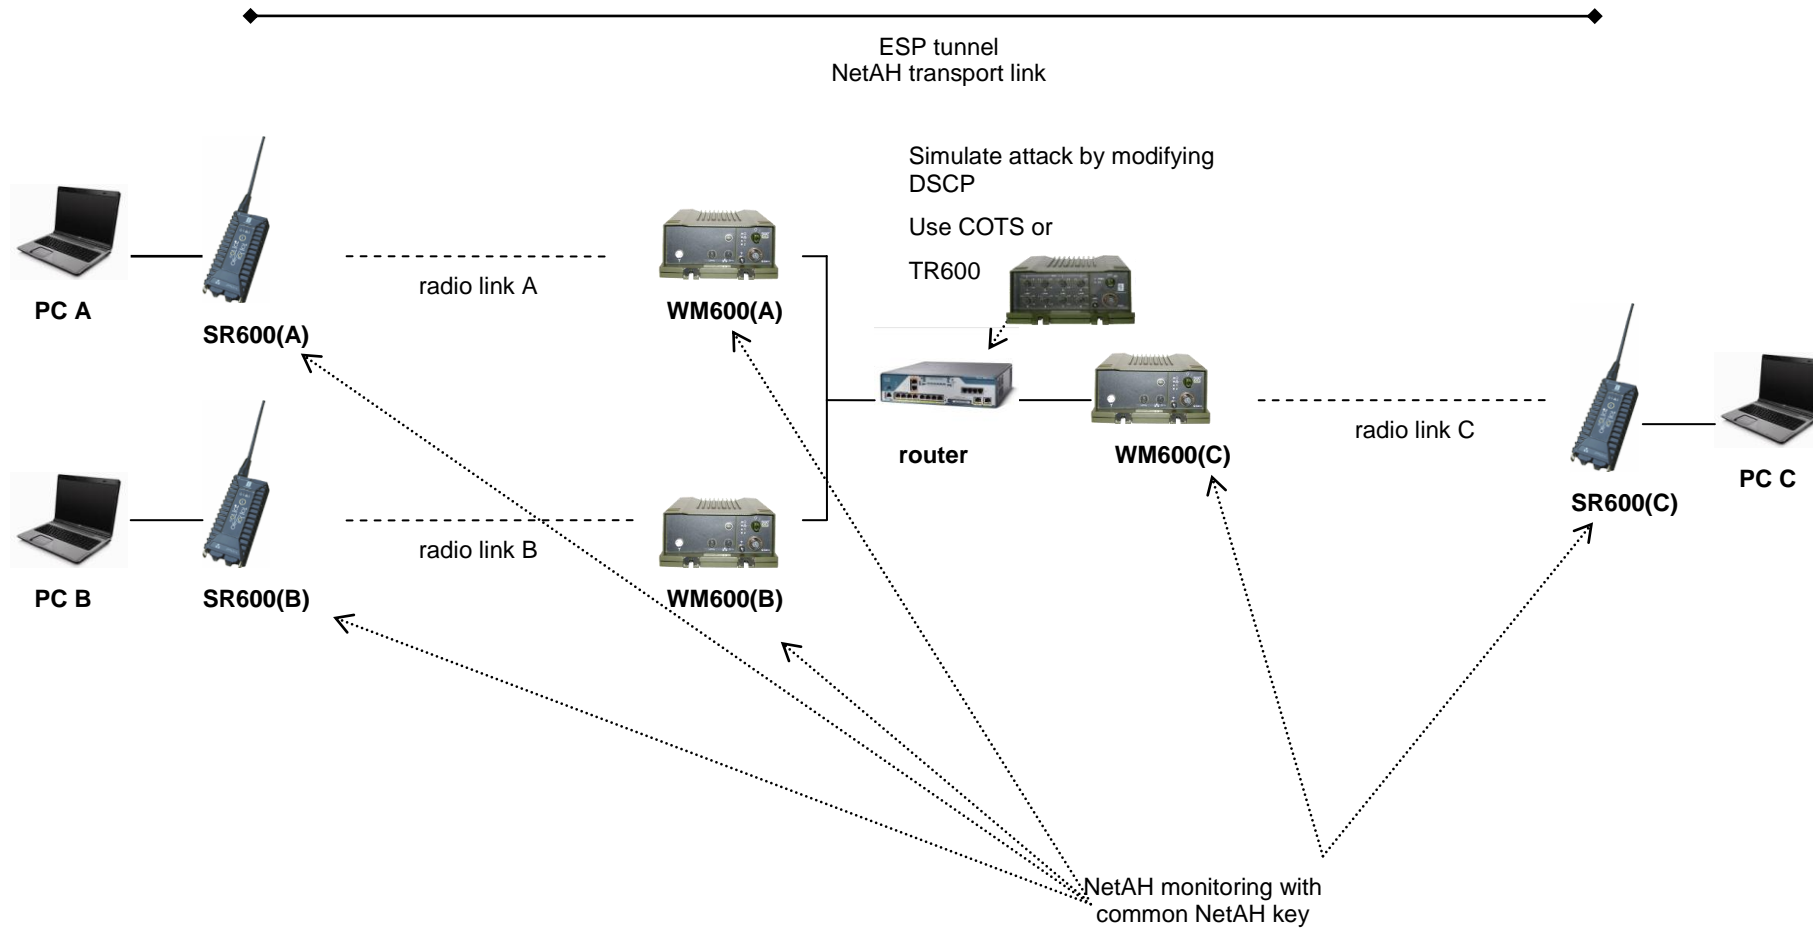 ESP tunnel
NetAH transport link
Simulate attack by modifying
DSCP
Use COTS or
TR600
radio link A
PC A
SR600(A)
WM600(A)
radio link C
router
WM600(C)
PC C
SR600(C)
radio link B
PC B
SR600(B)
WM600(B)
NetAH monitoring with
common NetAH key